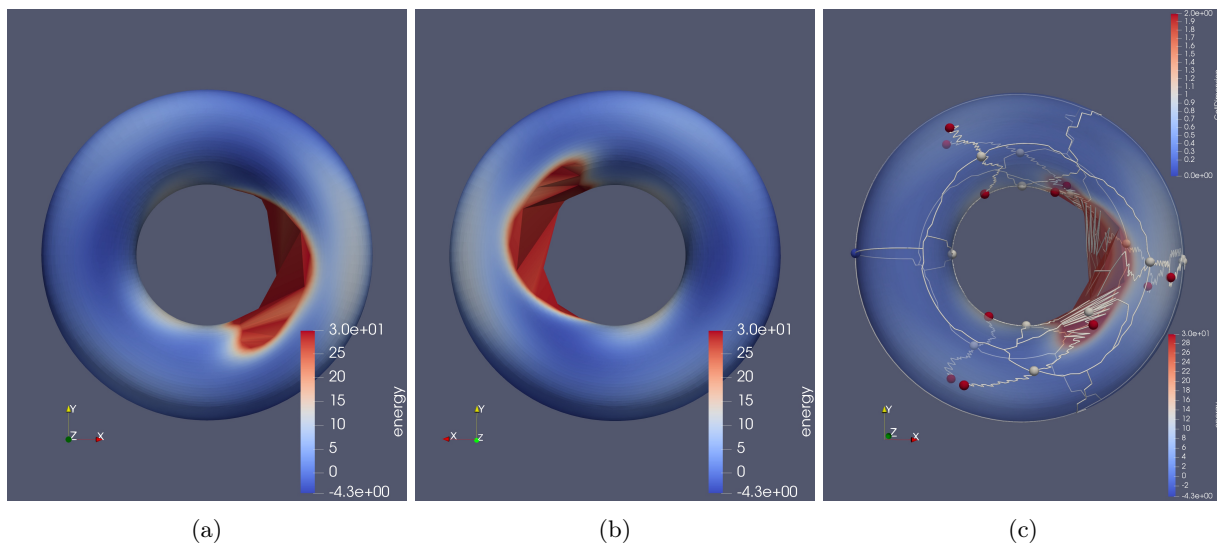 3.0e+01
25
20
15
10
5
0
-4.3e+00
energy
Y
Z
X
(a)
3.0e+01
25
20
15
10
5
0
-4.3e+00
energy
Y
X
Z
(b)
2.0e+00
1.9
1.8
1.7
1.6
1.5
1.4
1.3
1.2
1.1
1
0.9
0.8
0.7
0.6
0.5
0.4
0.3
0.2
0.0e+00
CellDimension
3.0e+01
28
26
24
22
20
18
16
14
12
10
8
6
4
2
0
-2
-4.3e+00
energy
Y
Z
X
(c)